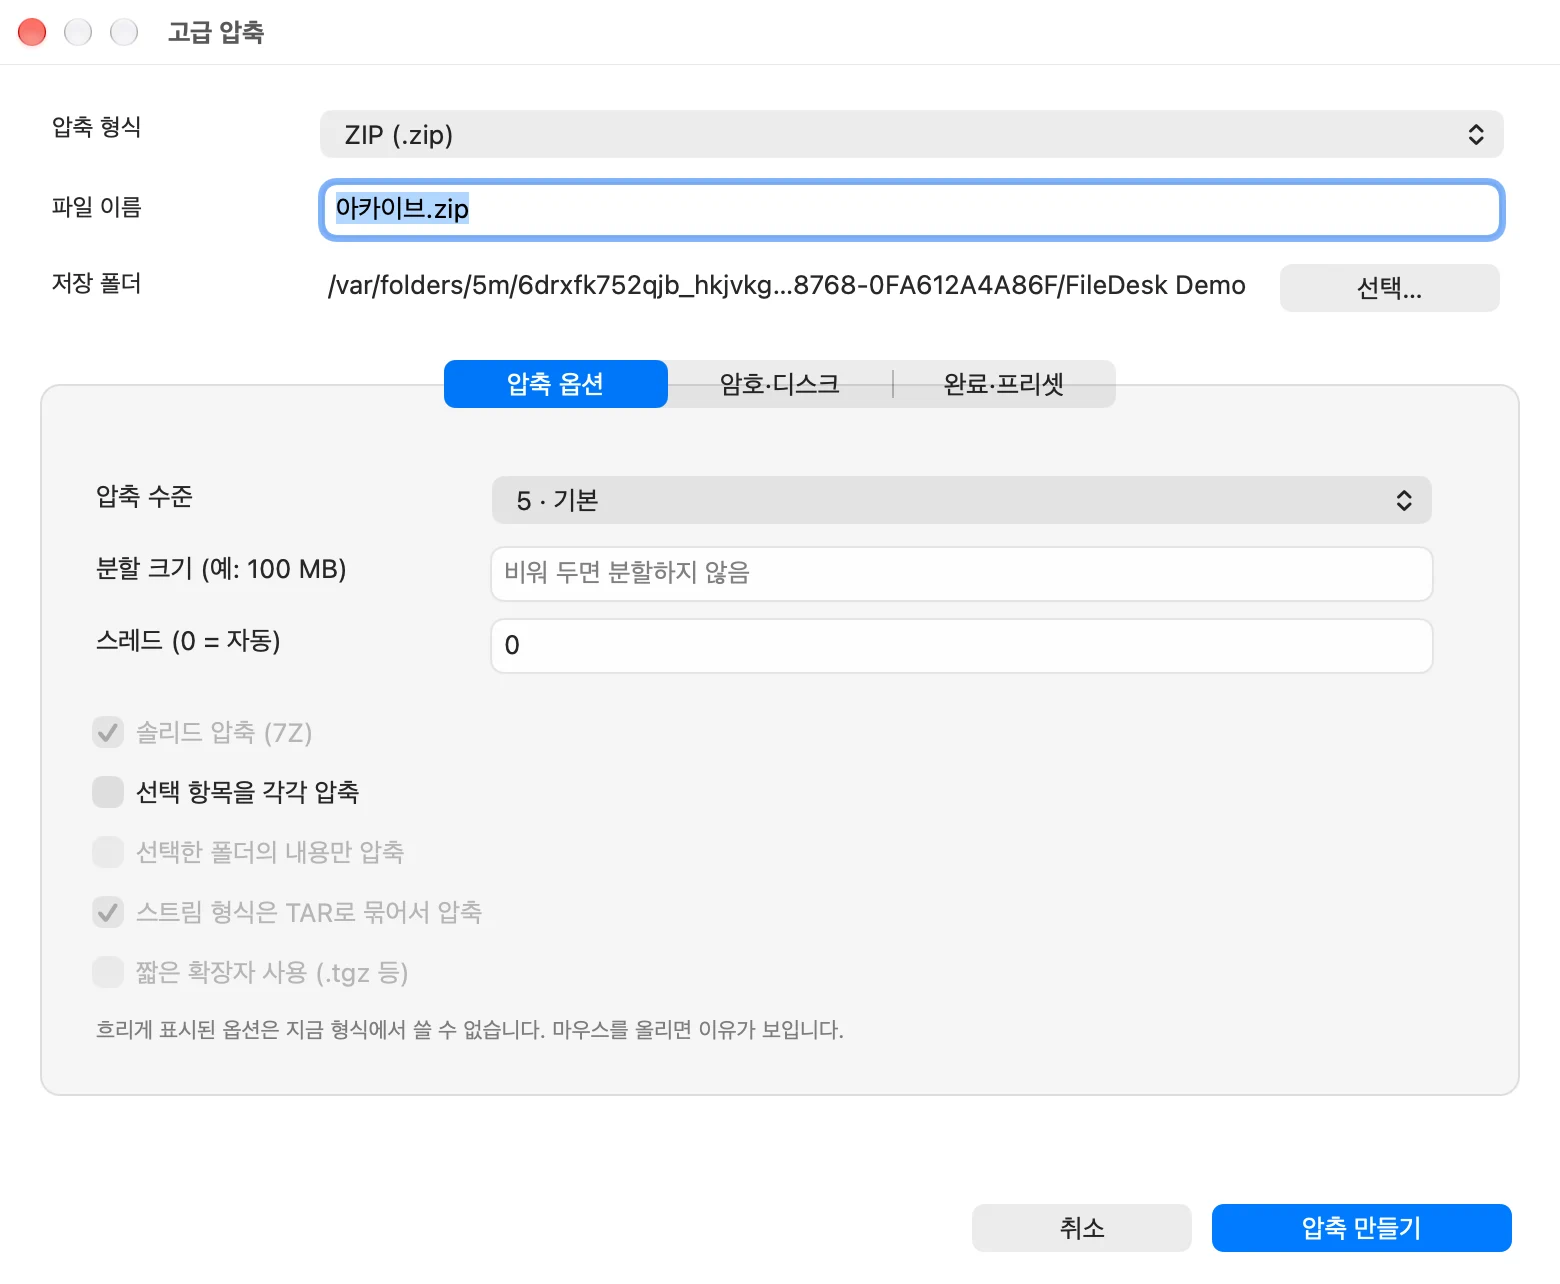 고급 압축
압축 형식
ZIP (.zip)
파일 이름
아카이브.zip
저장 폴더
/var/folders/5m/6drxfk752qjb_hkjvkg...8768-0FA612A4A86F/FileDesk Demo
선택...
압축 옵션
암호·디스크
완료·프리셋
압축 수준
5 · 기본
분할 크기 (예: 100 MB)
비워 두면 분할하지 않음
스레드 (0 = 자동)
0
솔리드 압축 (7Z)
선택 항목을 각각 압축
선택한 폴더의 내용만 압축
스트림 형식은 TAR로 묶어서 압축
짧은 확장자 사용 (.tgz 등)
흐리게 표시된 옵션은 지금 형식에서 쓸 수 없습니다. 마우스를 올리면 이유가 보입니다.
취소
압축 만들기